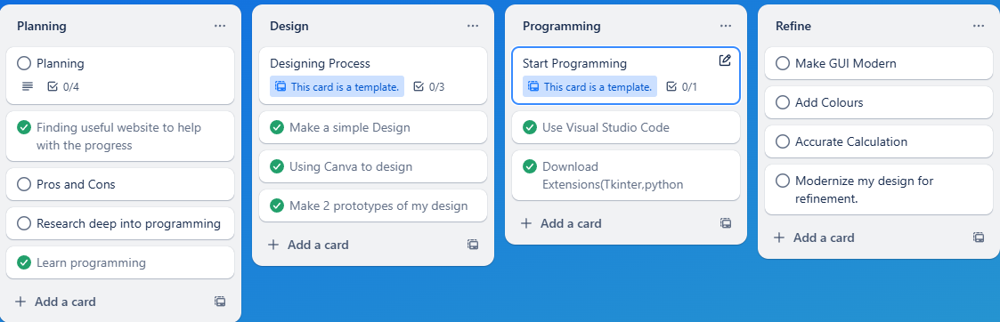 Planning
Planning
0/4
Finding useful website to help
with the progress
Pros and Cons
Research deep into programming
Learn programming
+ Add a card
Design
Designing Process
This card is a template.
0/3
Make a simple Design
Using Canva to design
Make 2 prototypes of my design
+ Add a card
Programming
Start Programming
This card is a template.
0/1
Use Visual Studio Code
Download
Extensions(Tkinter,python
+ Add a card
Refine
Make GUI Modern
Add Colours
Accurate Calculation
Modernize my design for
refinement.
+ Add a card